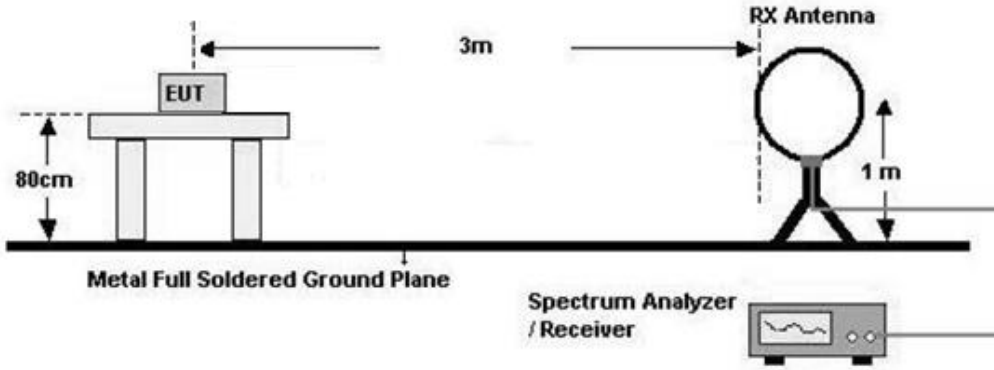 RX Antenna
3m
EUT
80cm
1 m
Metal Full Soldered Ground Plane
Spectrum Analyzer
/ Receiver